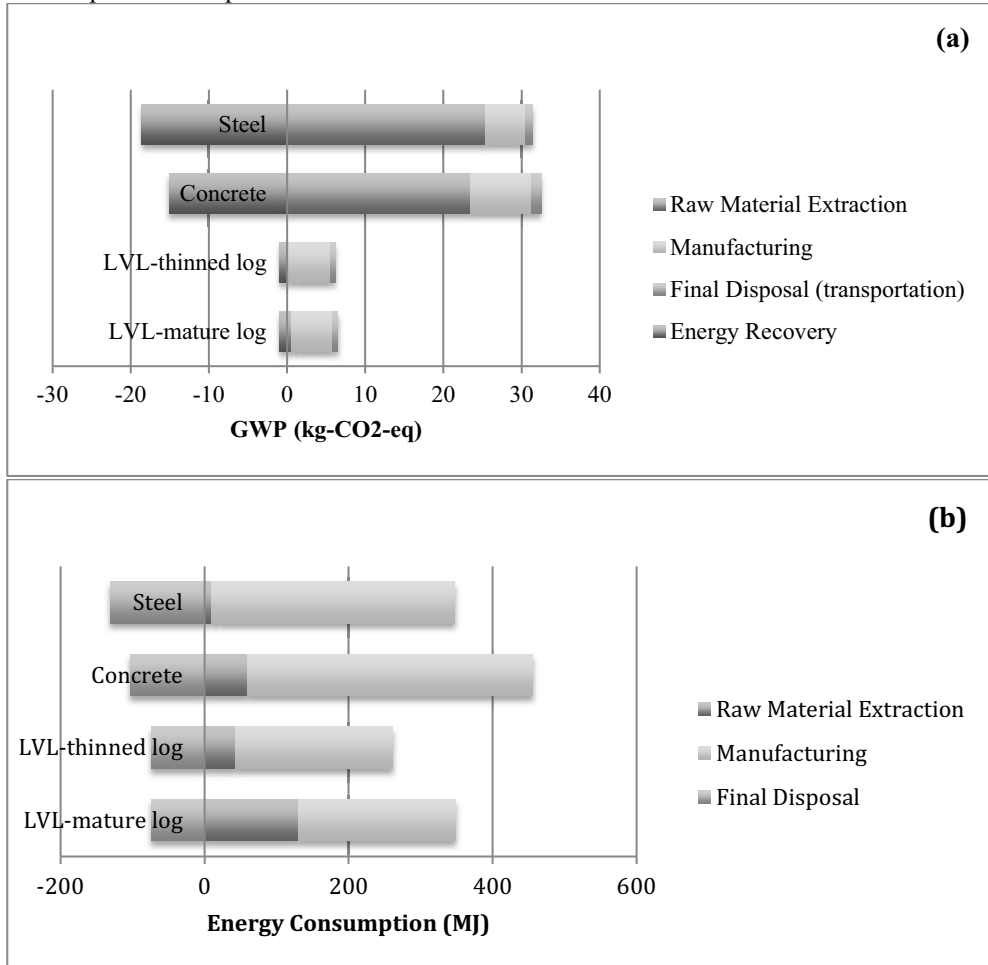 (a)
Steel
Concrete
LVL-thinned log
LVL-mature log
Raw Material Extraction
Manufacturing
Final Disposal (transportation)
Energy Recovery
-30 -20 -10 0 10 20 30 40
GWP (kg-CO2-eq)
(b)
Steel
Concrete
LVL-thinned log
LVL-mature log
Raw Material Extraction
Manufacturing
Final Disposal
-200 0 200 400 600
Energy Consumption (MJ)